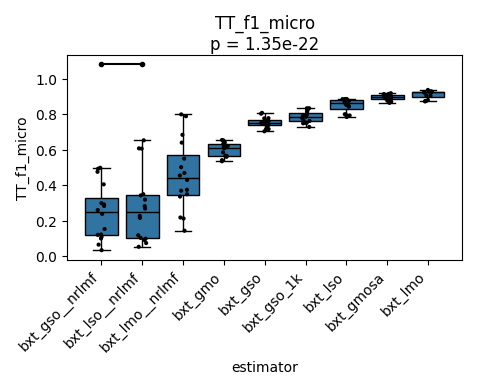 TT_f1_micro
p = 1.35e-22
TT_f1_micro
1.0
0.8
0.6
0.4
0.2
0.0
bxt_gso__nrlmf
bxt_lso__nrlmf
bxt_lmo__nrlmf
bxt_gmo
bxt_gso
bxt_gso_1k
bxt_lso
bxt_gmosa
bxt_lmo
estimator